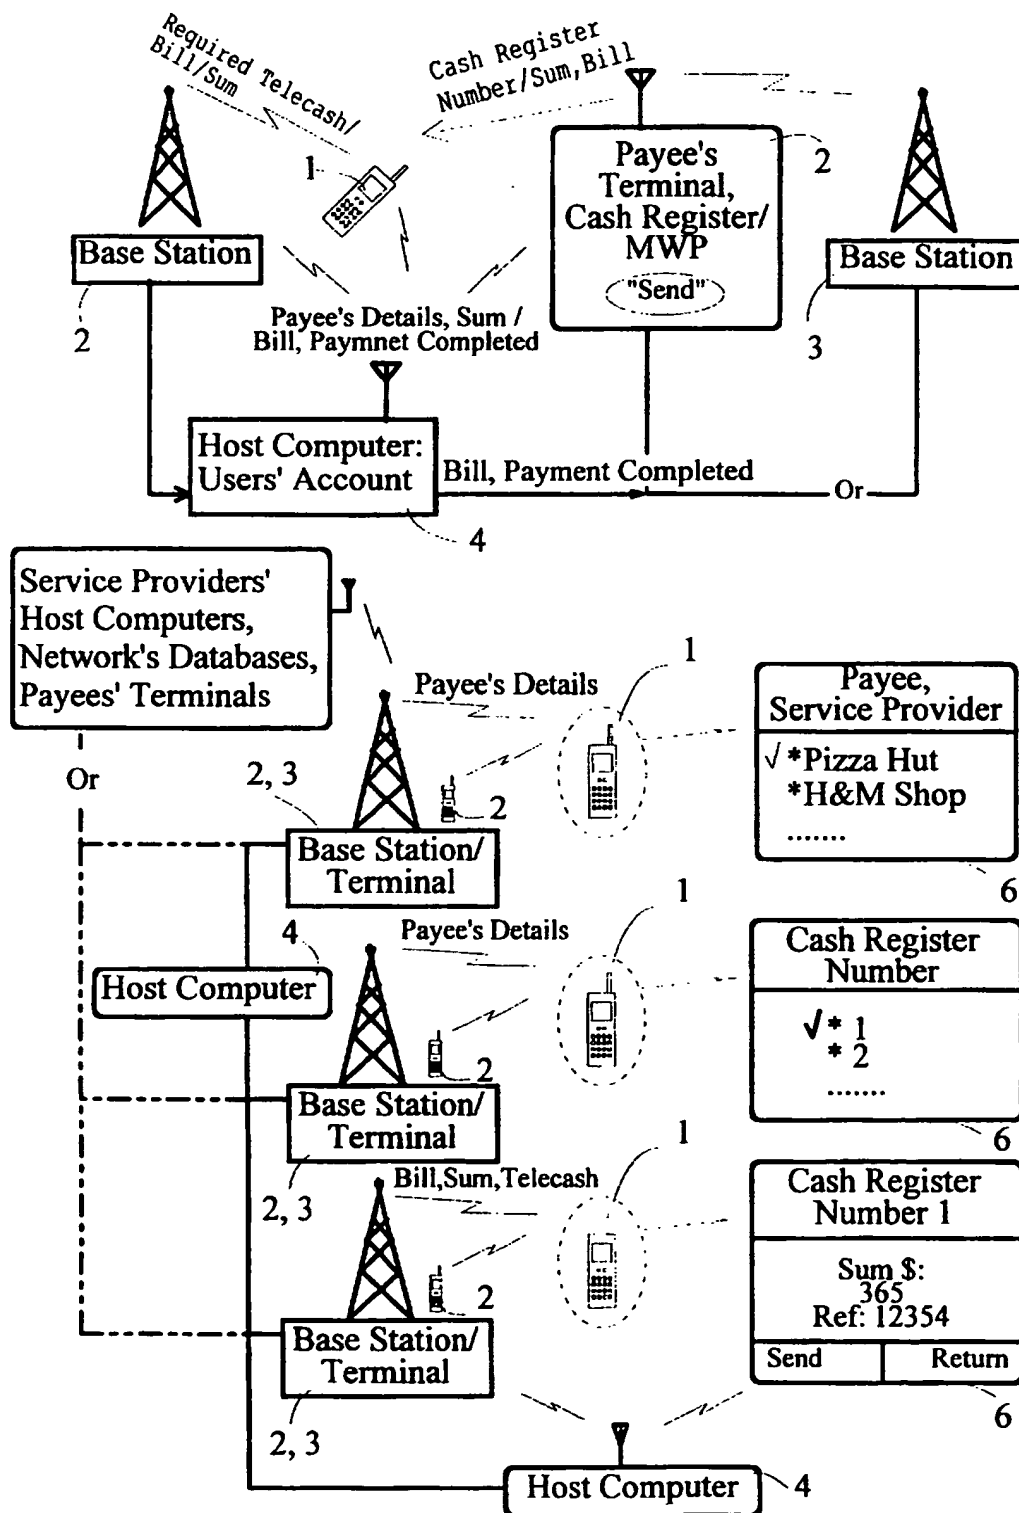 Required Telecash/
Bill/Sum
Cash Register
Number/Sum,Bill
1
Payee's
Terminal,
Cash Register/
MWP
"Send"
2
Base Station
2
Base Station
3
Payee's Details, Sum /
Bill, Paymnet Completed
Host Computer:
Users' Account
Bill, Payment Completed
Or
4
Service Providers'
Host Computers,
Network's Databases,
Payees' Terminals
Or
Payee's Details
1
2, 3
2
Base Station/
Terminal
Payee,
Service Provider
√ *Pizza Hut
*H&M Shop
.......
6
4
Host Computer
Payee's Details
1
2
Base Station/
Terminal
2, 3
Cash Register
Number
√ * 1
* 2
.......
6
Bill,Sum,Telecash
1
2
Base Station/
Terminal
2, 3
Cash Register
Number 1
Sum $:
365
Ref: 12354
Send Return
6
Host Computer
4